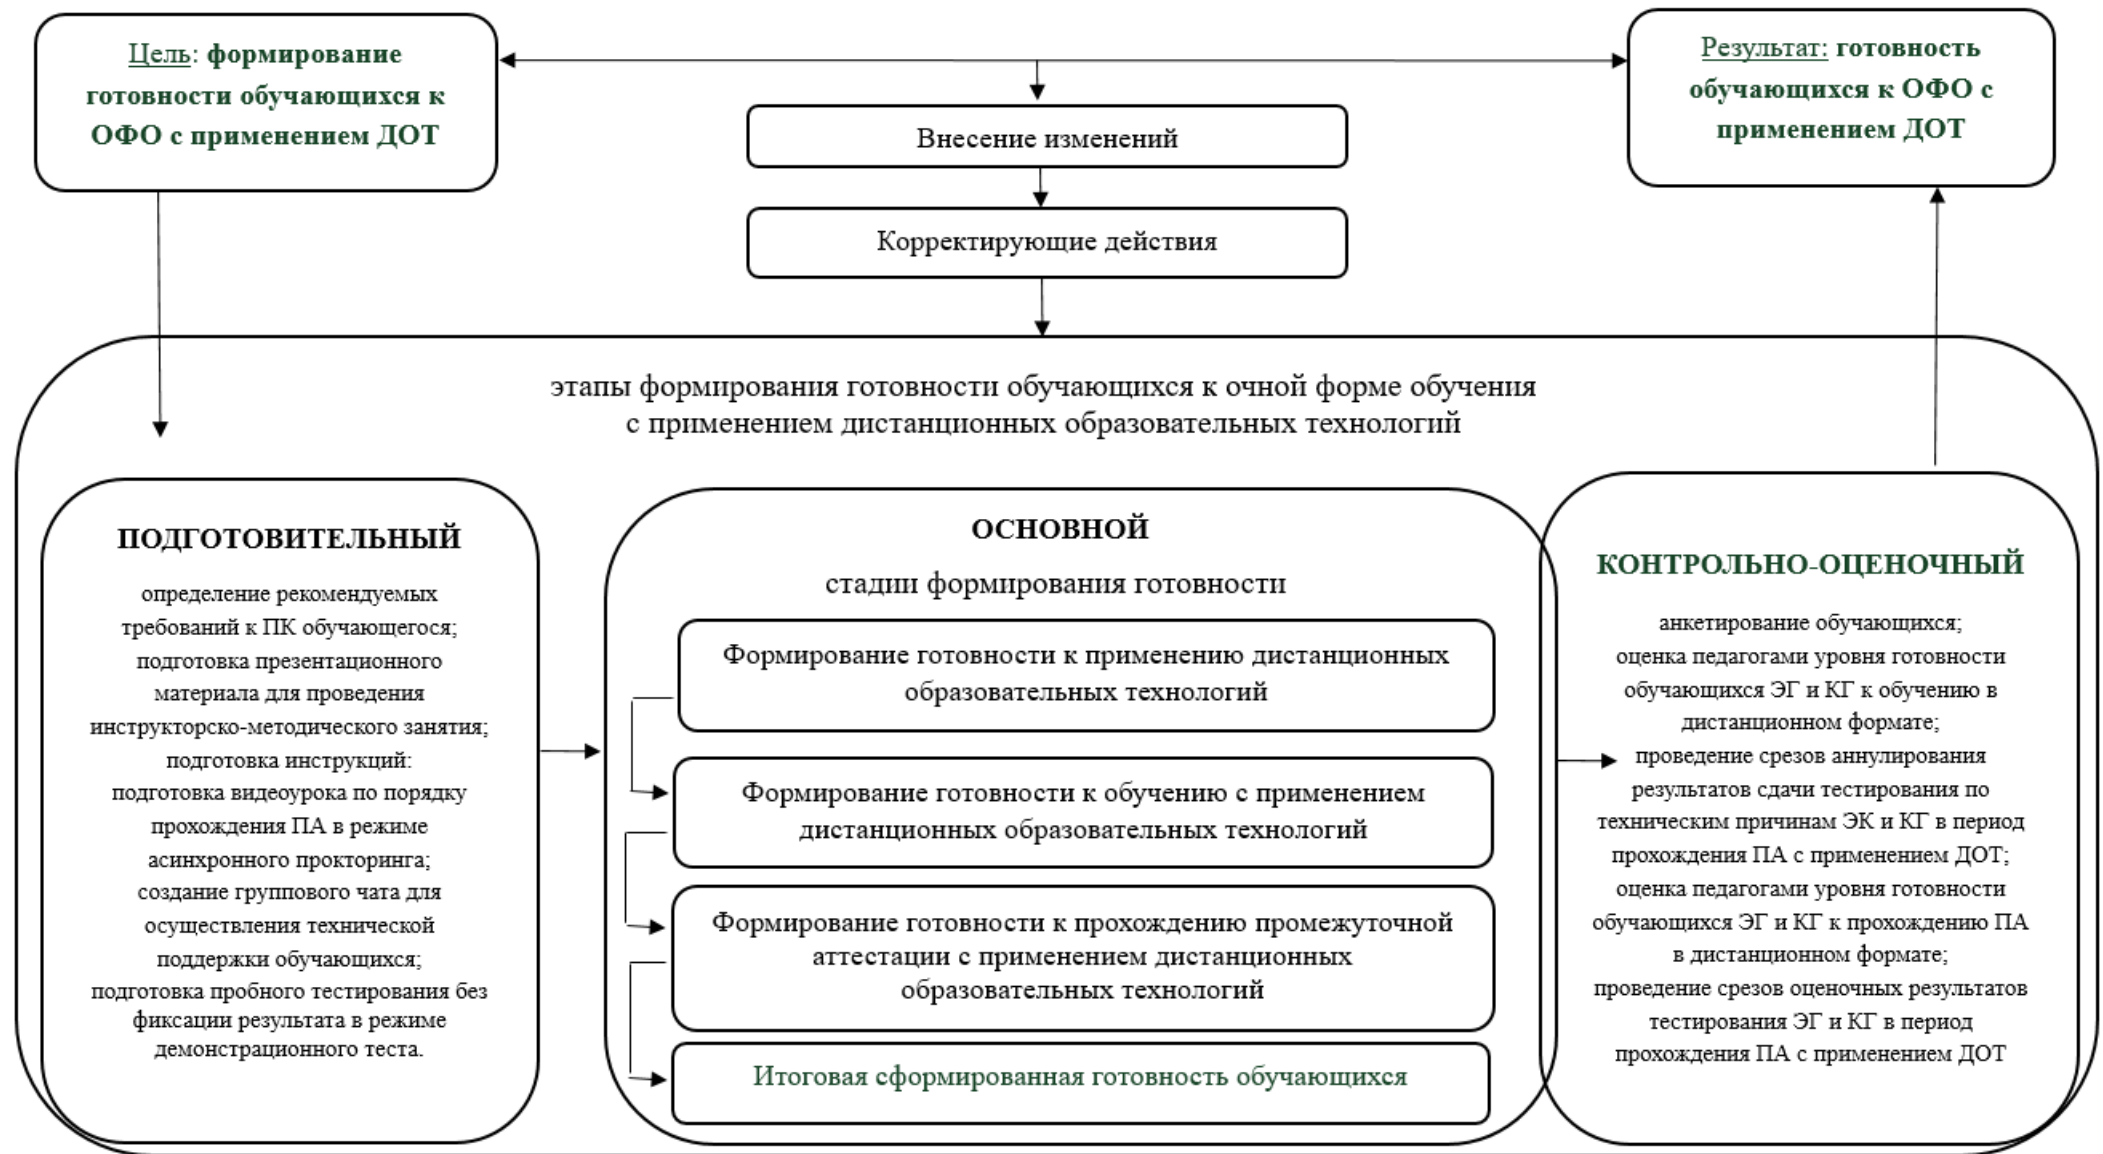 Цель: формирование
готовности обучающихся к
ОФО с применением ДОТ
Результат: готовность
обучающихся к ОФО с
применением ДОТ
Внесение изменений
Корректирующие действия
этапы формирования готовности обучающихся к очной форме обучения
с применением дистанционных образовательных технологий
ПОДГОТОВИТЕЛЬНЫЙ
определение рекомендуемых
требований к ПК обучающегося;
подготовка презентационного
материала для проведения
инструкторско-методического занятия;
подготовка инструкций:
подготовка видеоурока по порядку
прохождения ПА в режиме
асинхронного прокторинга;
создание группового чата для
осуществления технической
поддержки обучающихся;
подготовка пробного тестирования без
фиксации результата в режиме
демонстрационного теста.
ОСНОВНОЙ
стадии формирования готовности
Формирование готовности к применению дистанционных
образовательных технологий
Формирование готовности к обучению с применением
дистанционных образовательных технологий
Формирование готовности к прохождению промежуточной
аттестации с применением дистанционных
образовательных технологий
Итоговая сформированная готовность обучающихся
КОНТРОЛЬНО-ОЦЕНОЧНЫЙ
анкетирование обучающихся;
оценка педагогами уровня готовности
обучающихся ЭГ и КГ к обучению в
дистанционном формате;
проведение срезов аннулирования
результатов сдачи тестирования по
техническим причинам ЭК и КГ в период
прохождения ПА с применением ДОТ;
оценка педагогами уровня готовности
обучающихся ЭГ и КГ к прохождению ПА
в дистанционном формате;
проведение срезов оценочных результатов
тестирования ЭГ и КГ в период
прохождения ПА с применением ДОТ